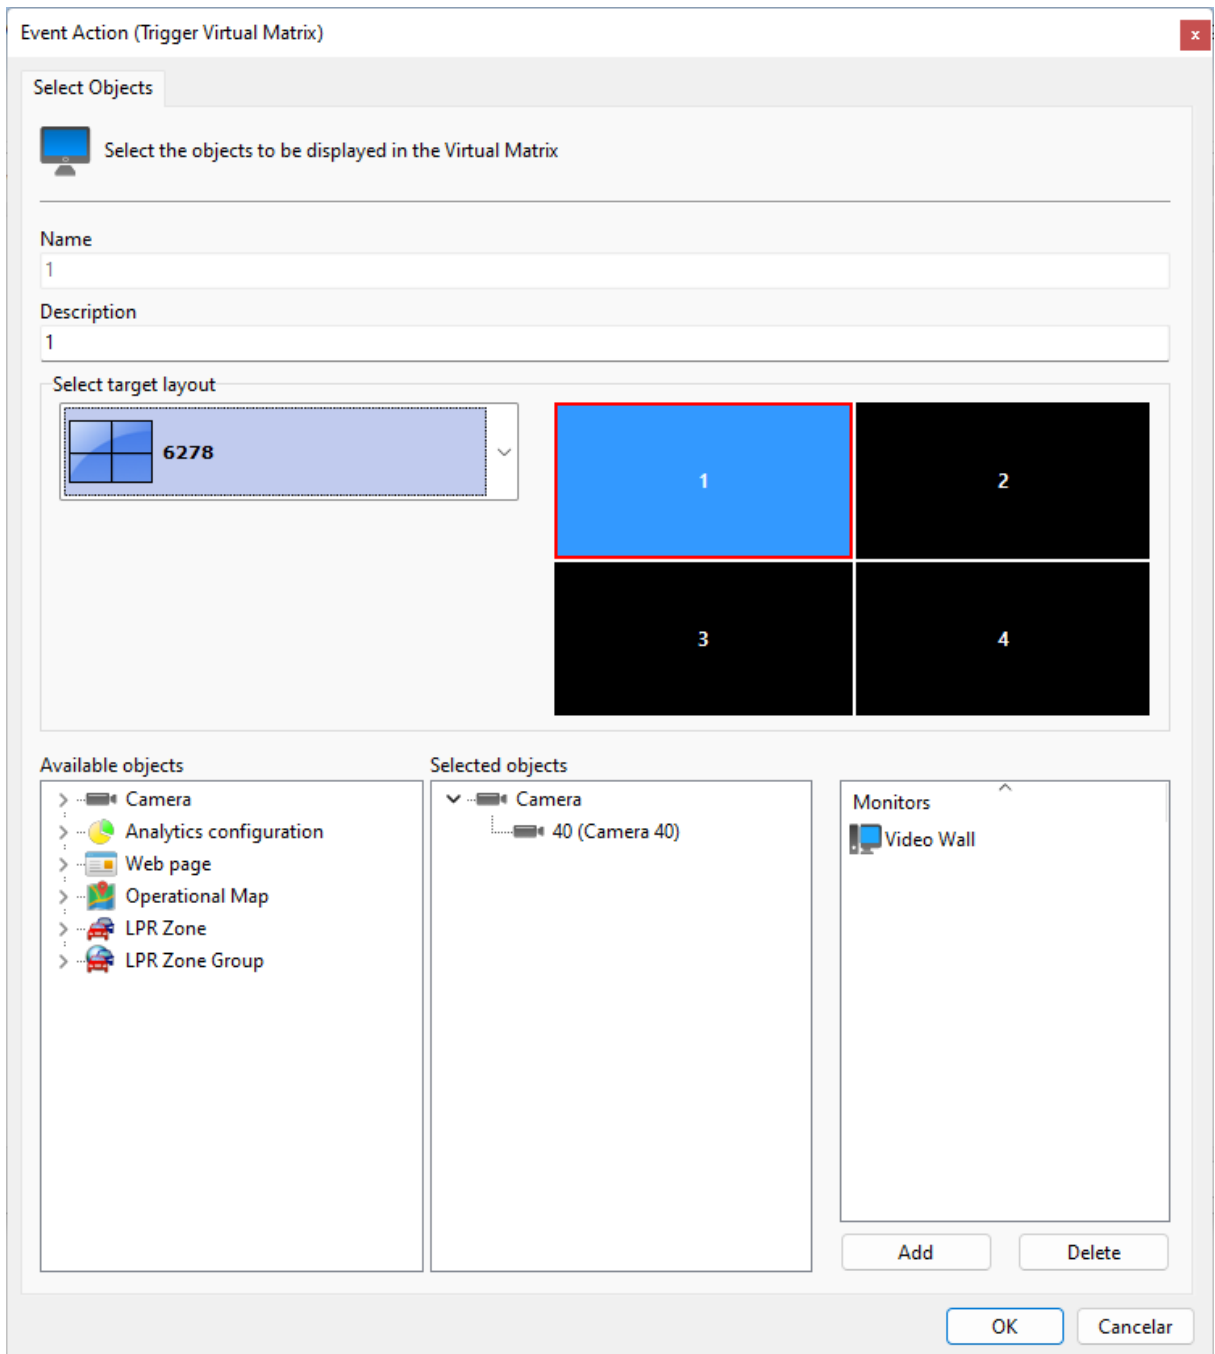 Event Action (Trigger Virtual Matrix)
x
Select Objects
Select the objects to be displayed in the Virtual Matrix
Name
1
Description
1
Select target layout
6278
1
2
3
4
Available objects
Camera
Analytics configuration
Web page
Operational Map
LPR Zone
LPR Zone Group
Selected objects
Camera
40 (Camera 40)
Monitors
Video Wall
Add
Delete
OK
Cancelar